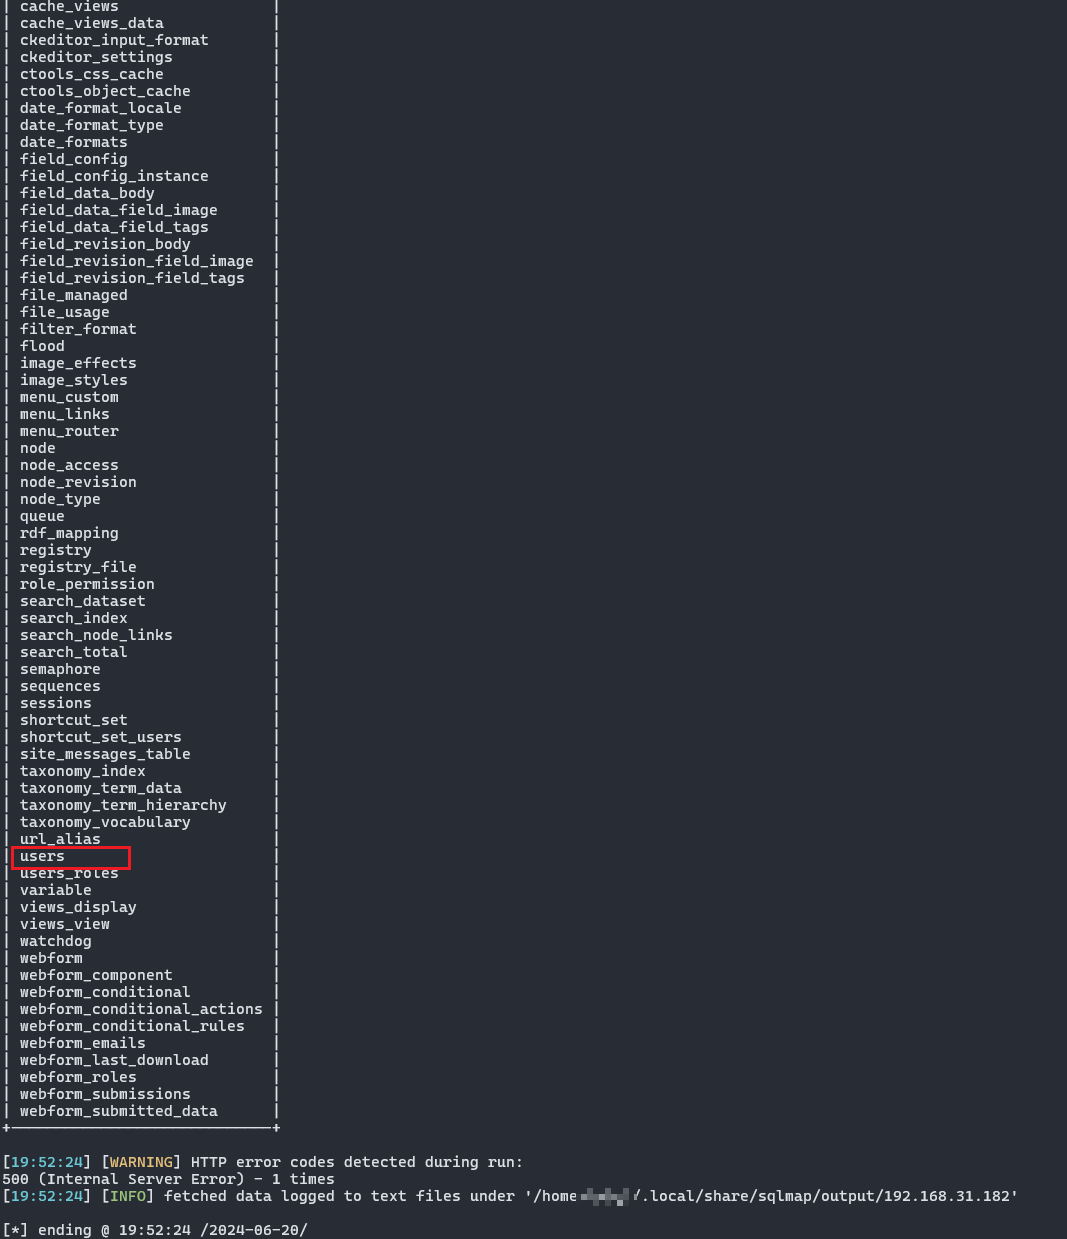 | cache_views |
| cache_views_data |
| ckeditor_input_format |
| ckeditor_settings |
| ctools_css_cache |
| ctools_object_cache |
| date_format_locale |
| date_format_type |
| date_formats |
| field_config |
| field_config_instance |
| field_data_body |
| field_data_field_image |
| field_data_field_tags |
| field_revision_body |
| field_revision_field_image |
| field_revision_field_tags |
| file_managed |
| file_usage |
| filter_format |
| flood |
| image_effects |
| image_styles |
| menu_custom |
| menu_links |
| menu_router |
| node |
| node_access |
| node_revision |
| node_type |
| queue |
| rdf_mapping |
| registry |
| registry_file |
| role_permission |
| search_dataset |
| search_index |
| search_node_links |
| search_total |
| semaphore |
| sequences |
| sessions |
| shortcut_set |
| shortcut_set_users |
| site_messages_table |
| taxonomy_index |
| taxonomy_term_data |
| taxonomy_term_hierarchy |
| taxonomy_vocabulary |
| url_alias |
| users |
| users_roles |
| variable |
| views_display |
| views_view |
| watchdog |
| webform |
| webform_component |
| webform_conditional |
| webform_conditional_actions |
| webform_conditional_rules |
| webform_emails |
| webform_last_download |
| webform_roles |
| webform_submissions |
| webform_submitted_data |
+-----------------------------+
[19:52:24] [WARNING] HTTP error codes detected during run:
500 (Internal Server Error) - 1 times
[19:52:24] [INFO] fetched data logged to text files under '/home /.local/share/sqlmap/output/192.168.31.182'
[*] ending @ 19:52:24 /2024-06-20/